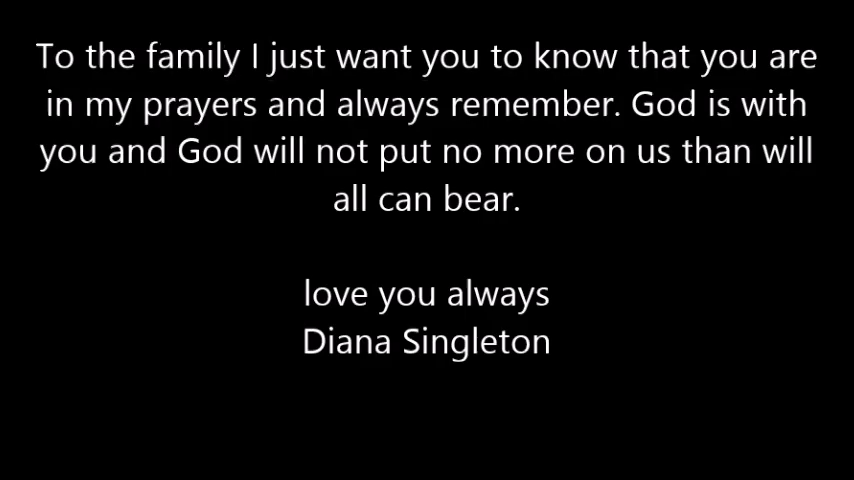 To the family I just want you to know that you are
in my prayers and always remember. God is with
you and God will not put no more on us than will
all can bear.
love you always
Diana Singleton